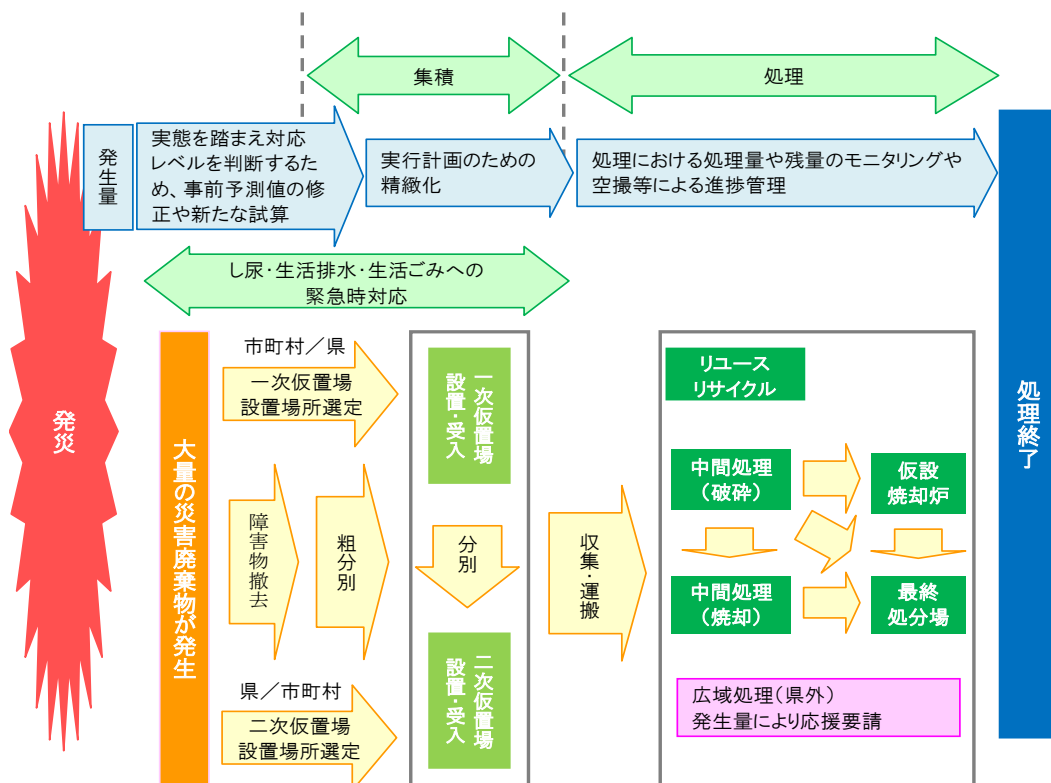 集積
処理
発生量
実態を踏まえ対応
レベルを判断するた
め、事前予測値の修
正や新たな試算
実行計画のための
精緻化
処理における処理量や残量のモニタリングや
空撮等による進捗管理
し尿・生活排水・生活ごみへの
緊急時対応
発災
大量の災害廃棄物が発生
市町村／県
一次仮置場
設置場所選定
障害物撤去
粗分別
県／市町村
二次仮置場
設置場所選定
一次仮置場
設置・受入
分別
二次仮置場
設置・受入
収集・運搬
リユース
リサイクル
中間処理
（破砕）
仮設
焼却炉
中間処理
（焼却）
最終
処分場
広域処理（県外）
発生量により応援要請
処理終了